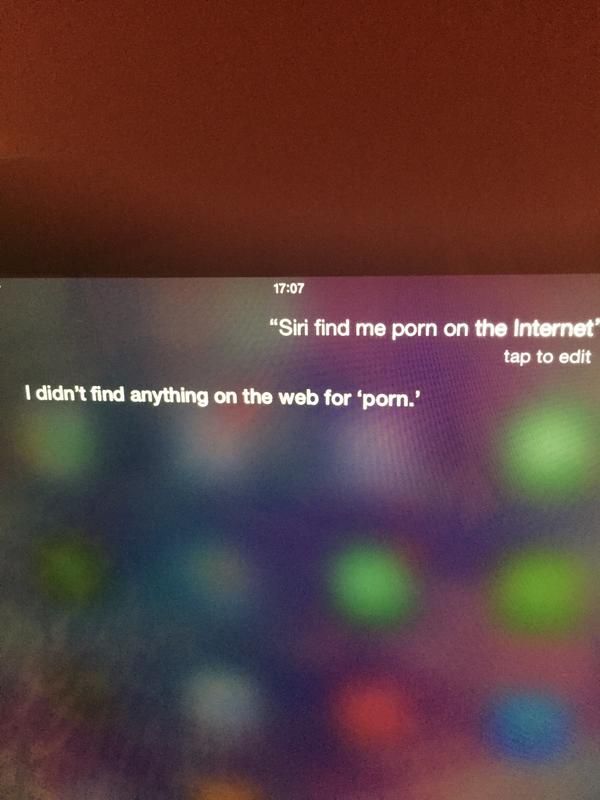 17:07
“Siri find me porn on the Internet”
tap to edit
I didn't find anything on the web for ‘porn.’